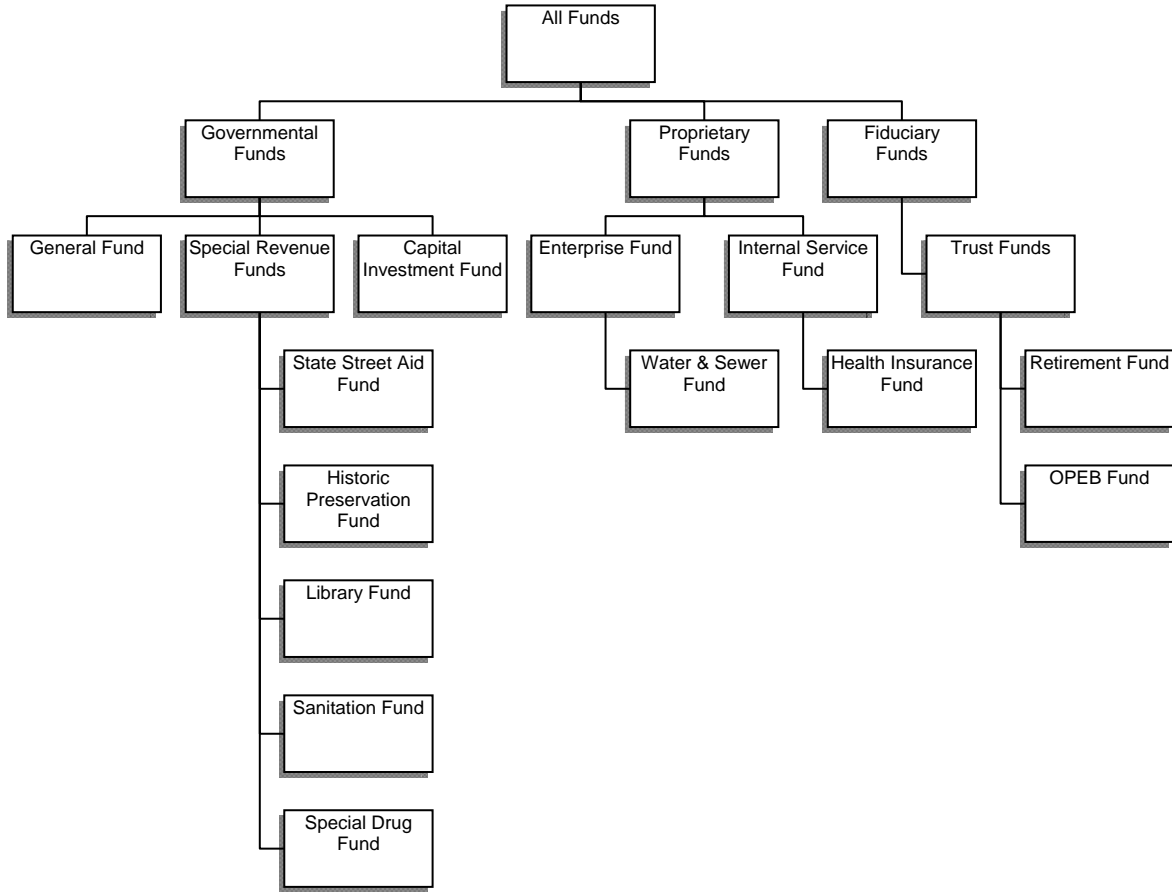 All Funds
Governmental
Funds
Proprietary
Funds
Fiduciary
Funds
General Fund
Special Revenue
Funds
Capital
Investment Fund
Enterprise Fund
Internal Service
Fund
Trust Funds
State Street Aid
Fund
Water & Sewer
Fund
Health Insurance
Fund
Retirement Fund
Historic
Preservation
Fund
OPEB Fund
Library Fund
Sanitation Fund
Special Drug
Fund